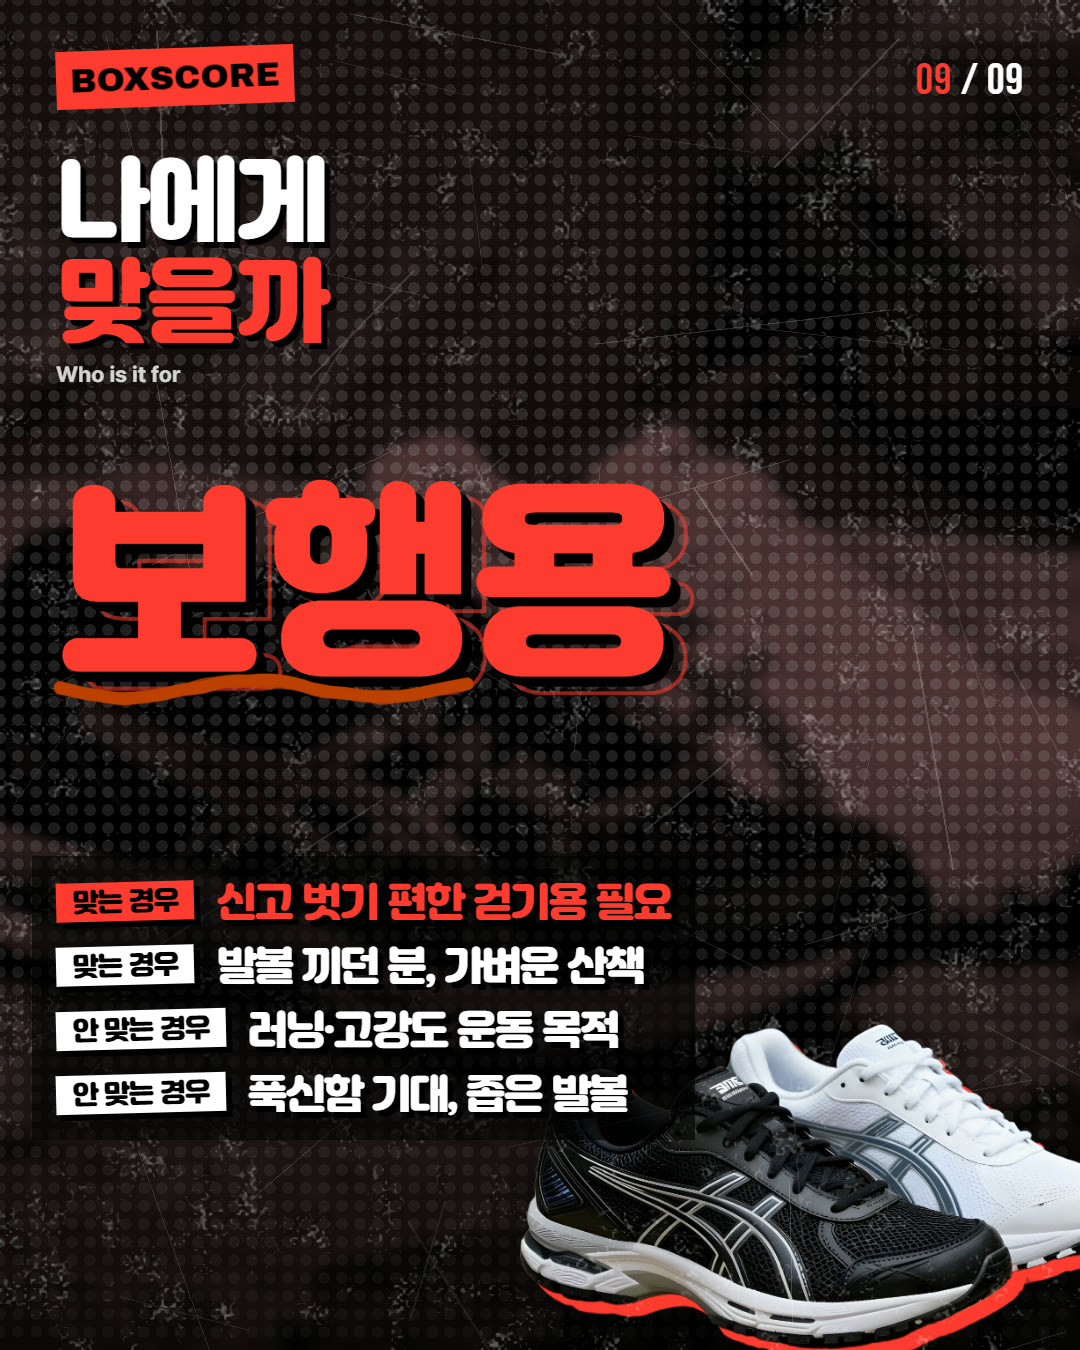 BOXSCORE
09 / 09
나에게
맞을까
Who is it for
보행용
맞는 경우 신고 벗기 편한 걷기용 필요
맞는 경우 발볼 끼던 분, 가벼운 산책
안 맞는 경우 러닝·고강도 운동 목적
안 맞는 경우 푹신함 기대, 좁은 발볼